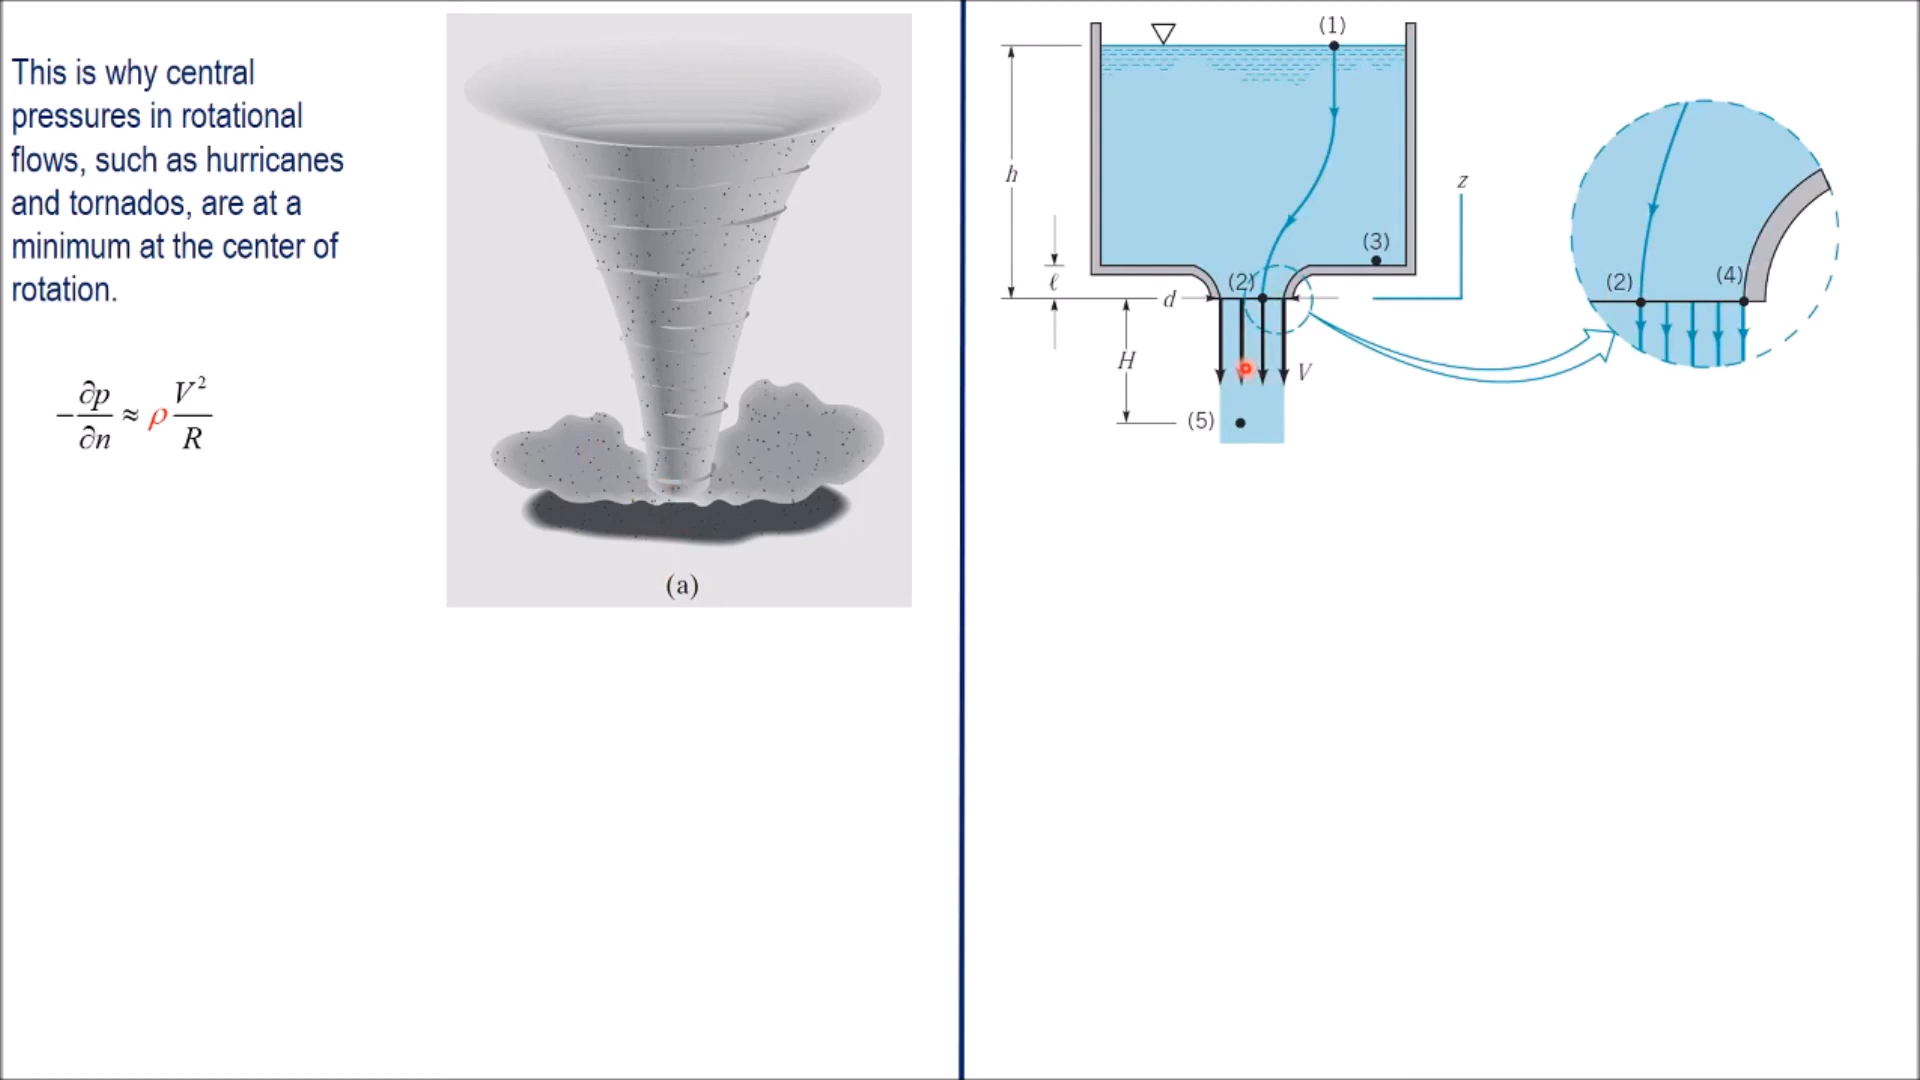 This is why central
pressures in rotational
flows, such as hurricanes
and tornados, are at a
minimum at the center of
rotation.
−∂p/∂n ≈ ρ V²/R
(a)
(1)
h
z
(3)
ℓ
(2)
d
H
V
(5)
(2)
(4)